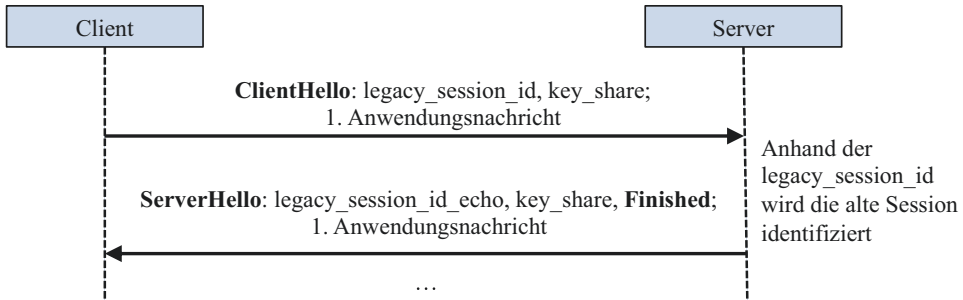 Client
Server
ClientHello: legacy_session_id, key_share;
1. Anwendungsnachricht
Anhand der
legacy_session_id
wird die alte Session
identifiziert
ServerHello: legacy_session_id_echo, key_share, Finished;
1. Anwendungsnachricht
…